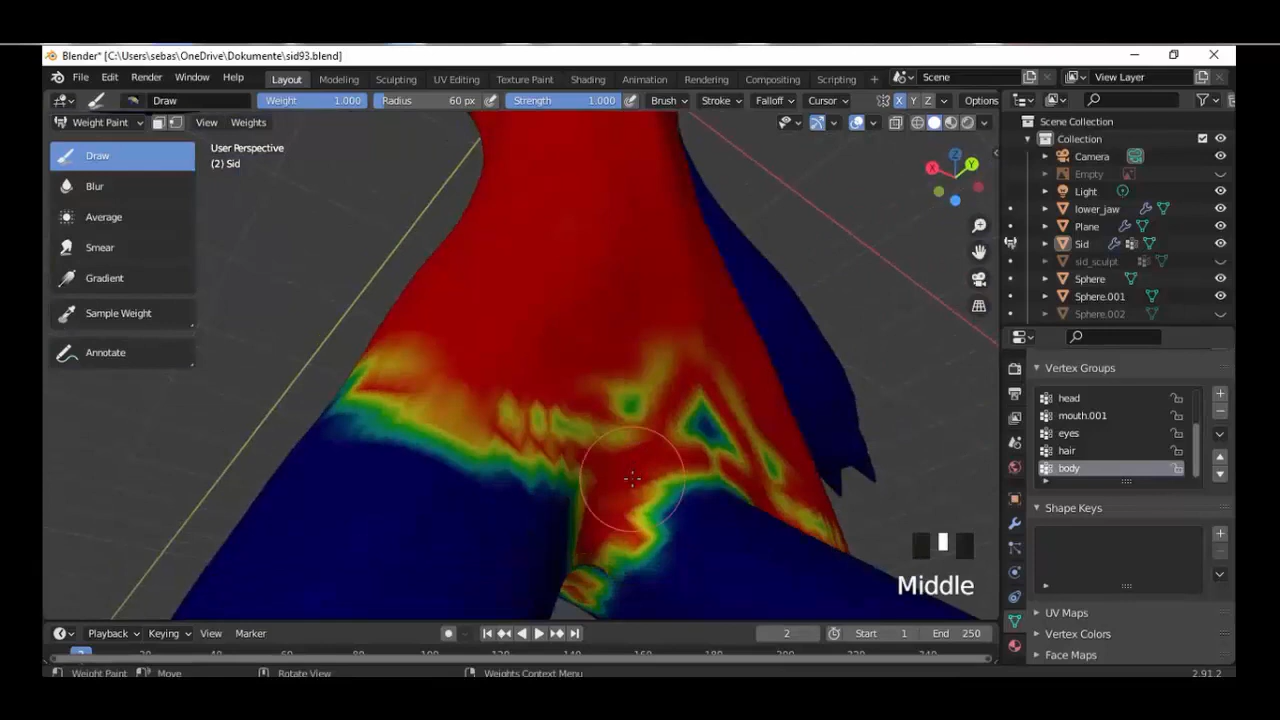 Blender* [C:\Users\sebas\OneDrive\Dokumente\sid93.blend]
File Edit Render Window Help Layout Modeling Sculpting UV Editing Texture Paint Shading Animation Rendering Compositing Scripting + Scene View Layer
Draw Weight 1.000 Radius 60 px Strength 1.000 Brush Stroke Falloff Cursor X Y Z Options
Weight Paint View Weights
Scene Collection
Collection
Camera
Empty
Light
lower_jaw
Plane
Sid
sid_sculpt
Sphere
Sphere.001
Sphere.002
Draw
Blur
Average
Smear
Gradient
Sample Weight
Annotate
User Perspective
(2) Sid
Z
Y
X
Vertex Groups
head
mouth.001
eyes
hair
body
Shape Keys
UV Maps
Vertex Colors
Face Maps
Middle
Playback Keying View Marker 2 Start 1 End 250
Weight Paint Move Rotate View Weights Context Menu 2.91.2